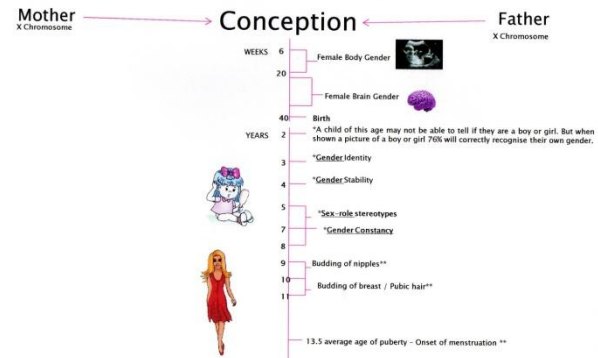 Mother
X Chromosome
Conception
Father
X Chromosome
WEEKS 6
Female Body Gender
20
Female Brain Gender
40 Birth
YEARS 2 *A child of this age may not be able to tell if they are a boy or girl. But when
shown a picture of a boy or girl 76% will correctly recognise their own gender.
*Gender Identity
3
*Gender Stability
4
5
*Sex-role stereotypes
7 *Gender Constancy
8
9 Budding of nipples**
10
Budding of breast / Pubic hair**
11
13.5 average age of puberty - Onset of menstruation **